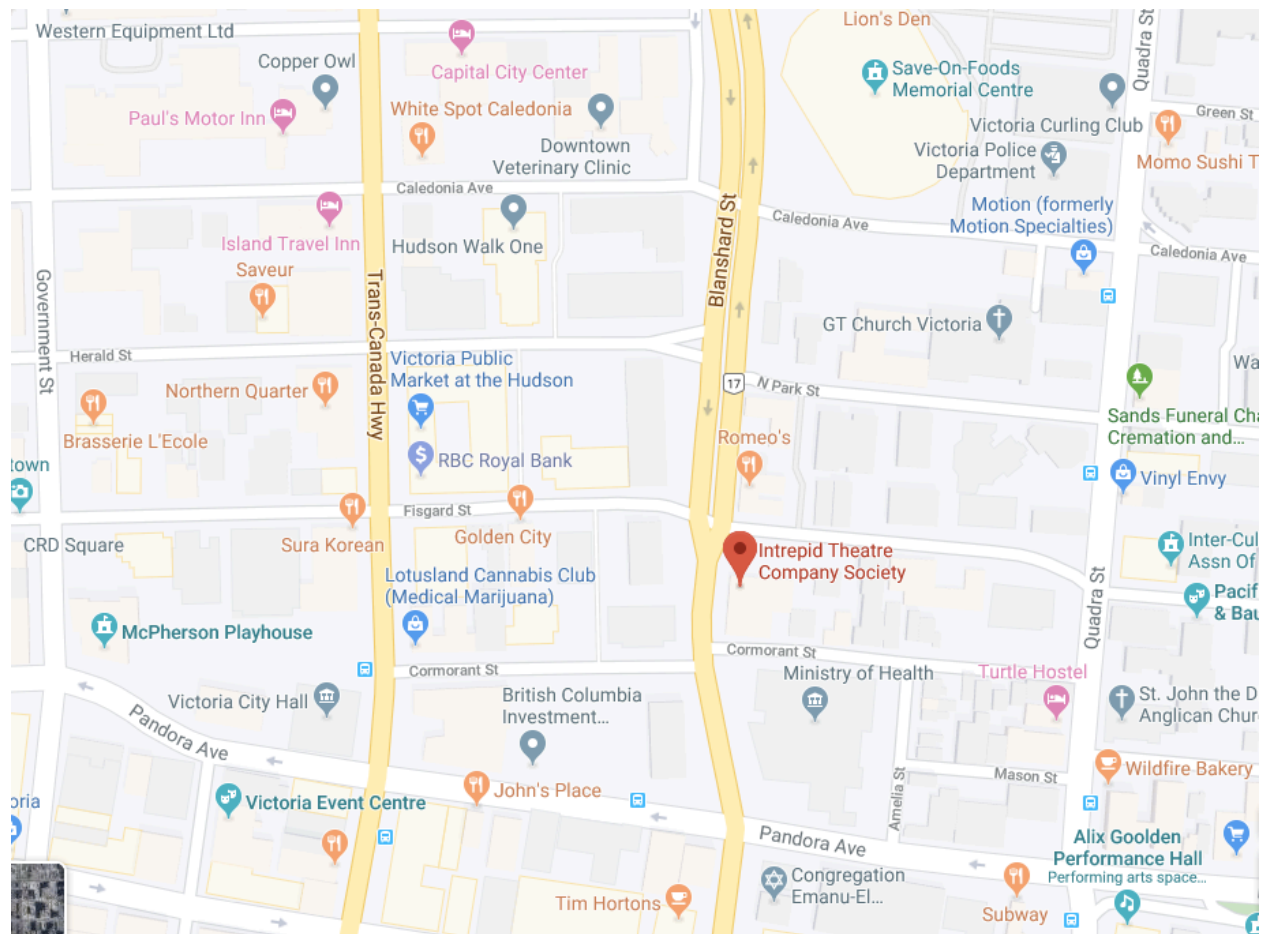 Lion's Den
Western Equipment Ltd
Quadra St
Copper Owl
Capital City Center
Save-On-Foods
Memorial Centre
Paul's Motor Inn
White Spot Caledonia
Green St
Victoria Curling Club
Downtown
Veterinary Clinic
Victoria Police
Department
Momo Sushi T
Caledonia Ave
Blanshard St
Motion (formerly
Motion Specialties)
Caledonia Ave
Island Travel Inn
Hudson Walk One
Caledonia Ave
Saveur
Government St
Trans-Canada Hwy
GT Church Victoria
Herald St
Victoria Public
Market at the Hudson
Wa
17
N Park St
Northern Quarter
Sands Funeral Cha
Cremation and...
Brasserie L'Ecole
Romeo's
RBC Royal Bank
town
Vinyl Envy
Fisgard St
CRD Square
Sura Korean
Golden City
Inter-Cul
Assn Of
Intrepid Theatre
Company Society
Lotusland Cannabis Club
(Medical Marijuana)
Quadra St
Pacif
& Bau
McPherson Playhouse
Cormorant St
Cormorant St
Ministry of Health
Turtle Hostel
Victoria City Hall
British Columbia
Investment...
St. John the D
Anglican Churc
Pandora Ave
Mason St
Wildfire Bakery
Amelia St
John's Place
oria
Victoria Event Centre
Pandora Ave
Alix Goolden
Performance Hall
Performing arts space...
Congregation
Emanu-El...
Tim Hortons
Subway